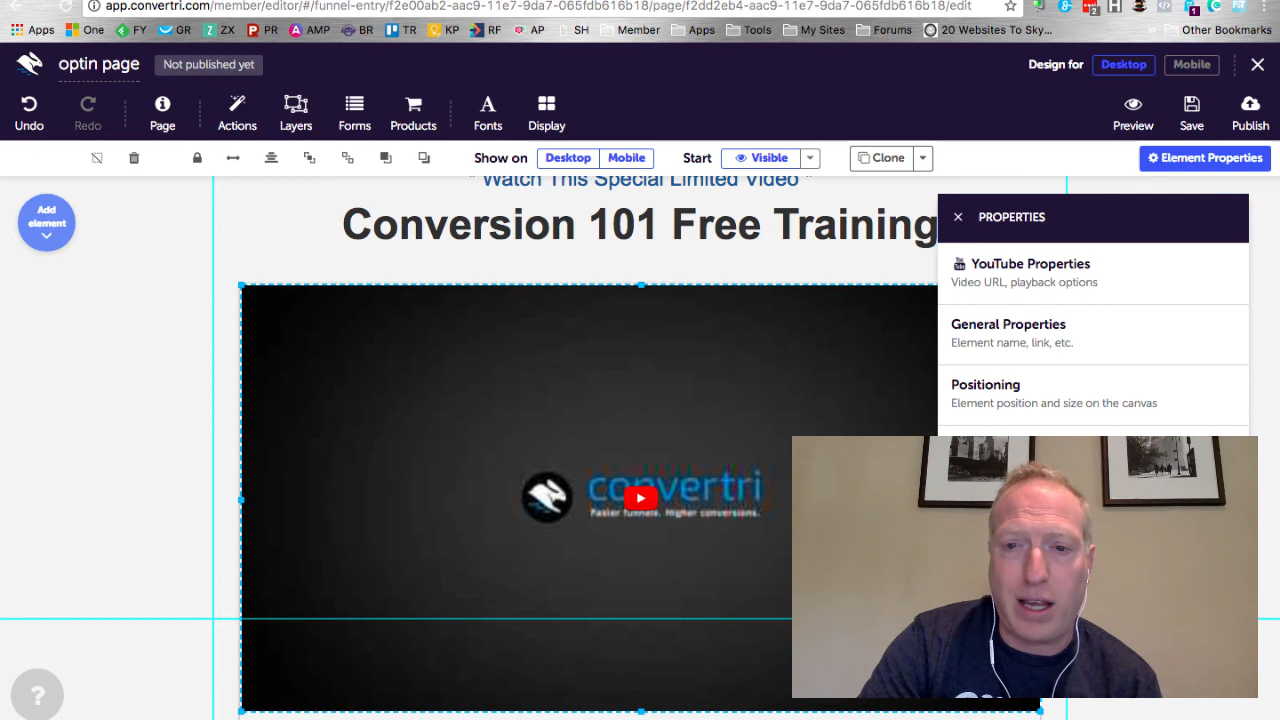 app.convertri.com/member/editor/#/funnel-entry/f2e00ab2-aac9-11e7-9da7-065fdb616b18/page/f2dd2eb4-aac9-11e7-9da7-065fdb616b18/edit
Apps One FY GR ZX PR AMP BR TR KP RF AP SH Member Apps Tools My Sites Forums 20 Websites To Sky... Other Bookmarks
optin page Not published yet Design for Desktop Mobile
Undo Redo Page Actions Layers Forms Products Fonts Display Preview Save Publish
Show on Desktop Mobile Start Visible Clone Element Properties
" Watch This Special Limited Video "
Add
element
Conversion 101 Free Training
PROPERTIES
YouTube Properties
Video URL, playback options
General Properties
Element name, link, etc.
Positioning
Element position and size on the canvas
convertri
Faster funnels. Higher conversions.
?